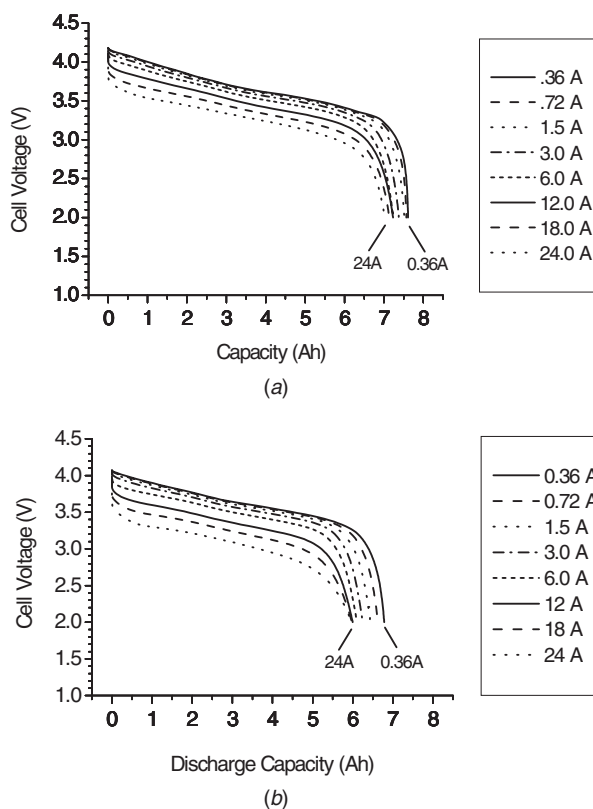 4.5
4.0
3.5
3.0
2.5
2.0
1.5
1.0
Cell Voltage (V)
24A
0.36A
0 1 2 3 4 5 6 7 8
Capacity (Ah)
(a)
.36 A
.72 A
1.5 A
3.0 A
6.0 A
12.0 A
18.0 A
24.0 A
4.5
4.0
3.5
3.0
2.5
2.0
1.5
1.0
Cell Voltage (V)
24A
0.36A
0 1 2 3 4 5 6 7 8
Discharge Capacity (Ah)
(b)
0.36 A
0.72 A
1.5 A
3.0 A
6.0 A
12 A
18 A
24 A